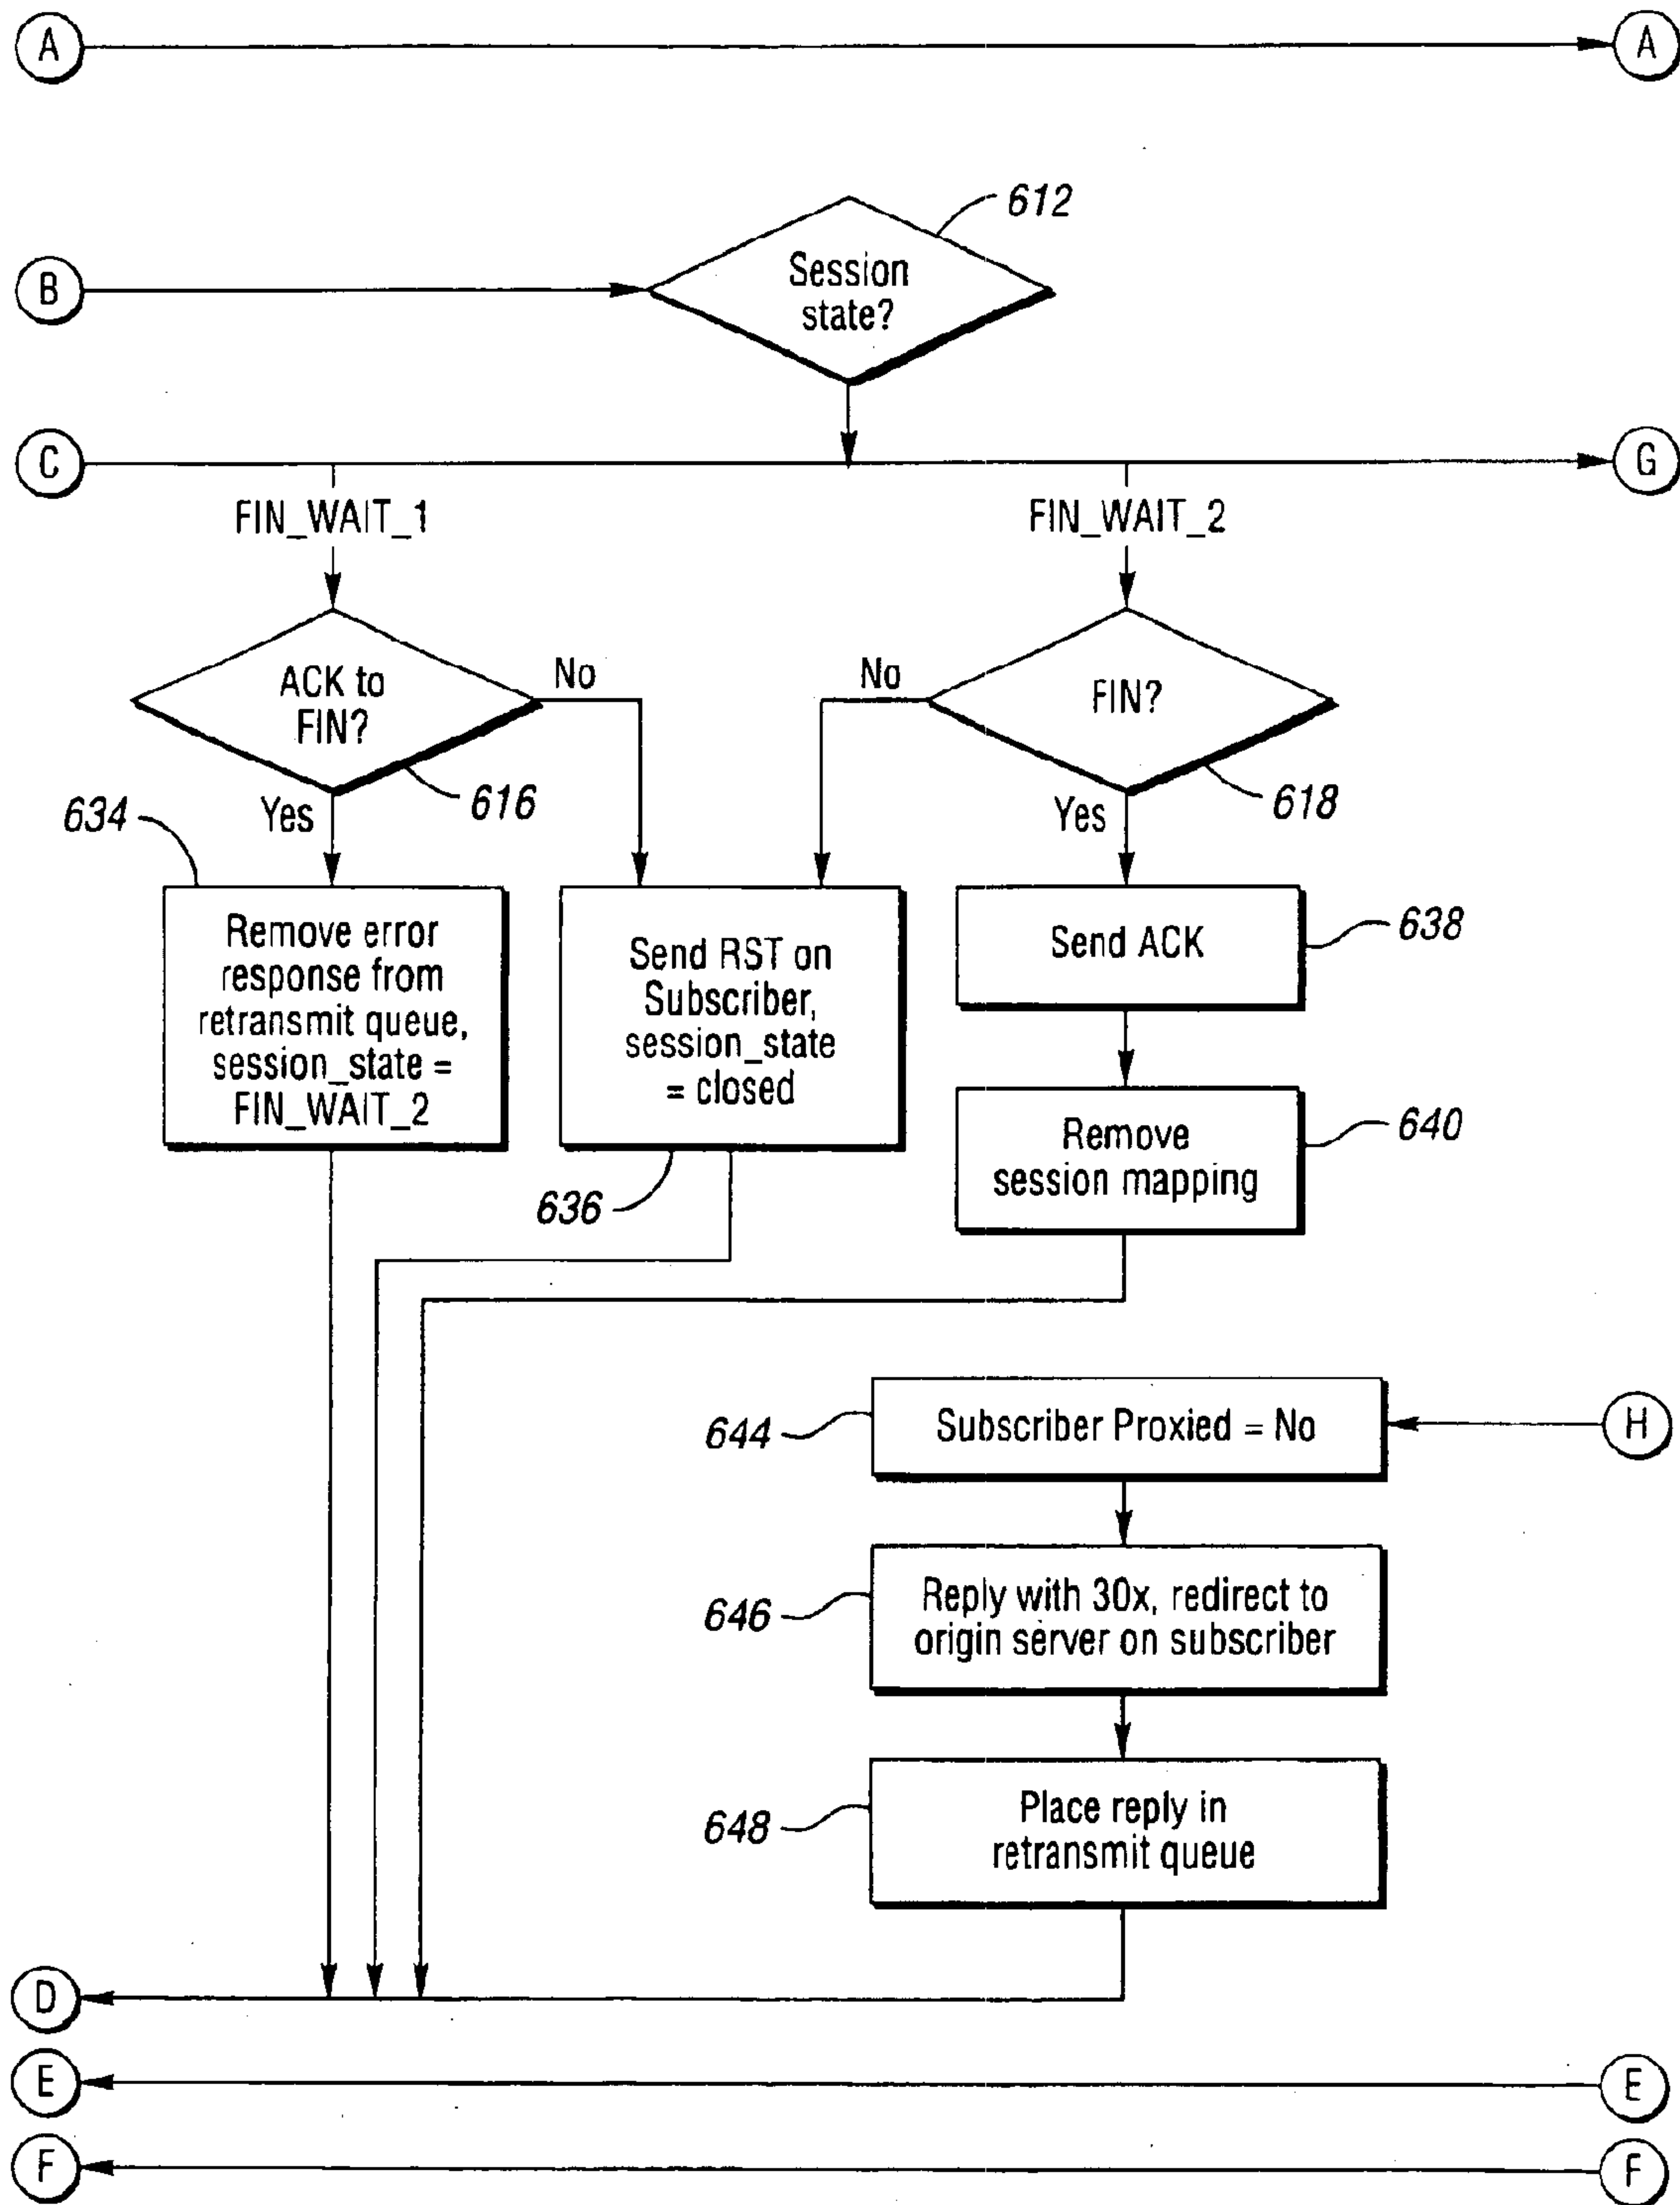 A
A
612
Session
state?
B
C
G
FIN_WAIT_1
FIN_WAIT_2
ACK to
FIN?
No
No
FIN?
616
618
634
Yes
Yes
Remove error
response from
retransmit queue,
session_state =
FIN_WAIT_2
Send RST on
Subscriber,
session_state
= closed
Send ACK
638
636
Remove
session mapping
640
644
Subscriber Proxied = No
H
646
Reply with 30x, redirect to
origin server on subscriber
648
Place reply in
retransmit queue
D
E
E
F
F